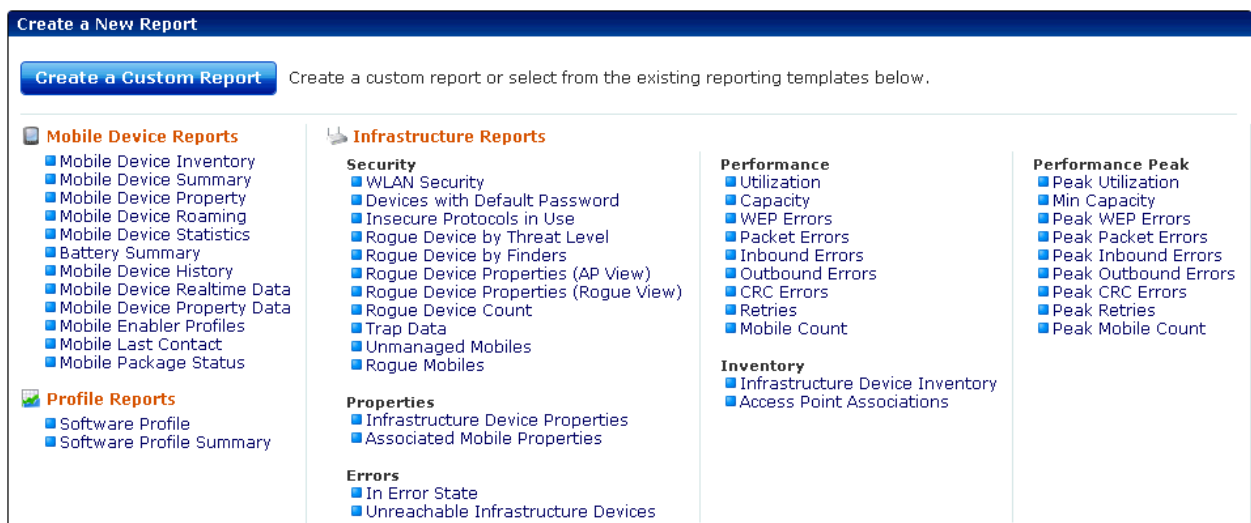 Create a New Report
Create a Custom Report
Create a custom report or select from the existing reporting templates below.
Mobile Device Reports
Mobile Device Inventory
Mobile Device Summary
Mobile Device Property
Mobile Device Roaming
Mobile Device Statistics
Battery Summary
Mobile Device History
Mobile Device Realtime Data
Mobile Device Property Data
Mobile Enabler Profiles
Mobile Last Contact
Mobile Package Status
Profile Reports
Software Profile
Software Profile Summary
Infrastructure Reports
Security
WLAN Security
Devices with Default Password
Insecure Protocols in Use
Rogue Device by Threat Level
Rogue Device by Finders
Rogue Device Properties (AP View)
Rogue Device Properties (Rogue View)
Rogue Device Count
Trap Data
Unmanaged Mobiles
Rogue Mobiles
Properties
Infrastructure Device Properties
Associated Mobile Properties
Errors
In Error State
Unreachable Infrastructure Devices
Performance
Utilization
Capacity
WEP Errors
Packet Errors
Inbound Errors
Outbound Errors
CRC Errors
Retries
Mobile Count
Inventory
Infrastructure Device Inventory
Access Point Associations
Performance Peak
Peak Utilization
Min Capacity
Peak WEP Errors
Peak Packet Errors
Peak Inbound Errors
Peak Outbound Errors
Peak CRC Errors
Peak Retries
Peak Mobile Count